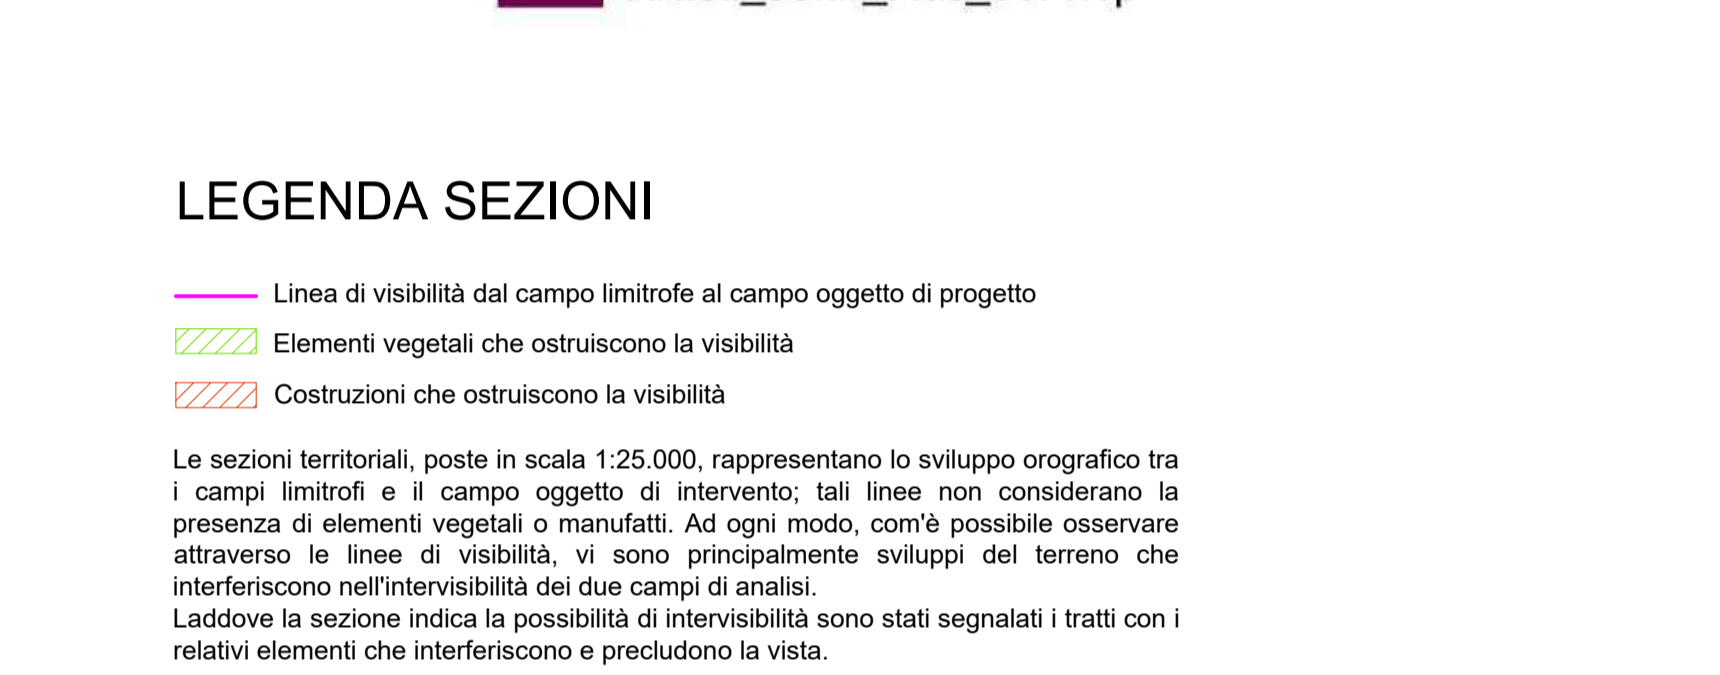 LEGENDA SEZIONI
Linea di visibilità dal campo limitrofe al campo oggetto di progetto
Elementi vegetali che ostruiscono la visibilità
Costruzioni che ostruiscono la visibilità
Le sezioni territoriali, poste in scala 1:25.000, rappresentano lo sviluppo orografico tra
i campi limitrofi e il campo oggetto di intervento; tali linee non considerano la
presenza di elementi vegetali o manufatti. Ad ogni modo, com'è possibile osservare
attraverso le linee di visibilità, vi sono principalmente sviluppi del terreno che
interferiscono nell'intervisibilità dei due campi di analisi.
Laddove la sezione indica la possibilità di intervisibilità sono stati segnalati i tratti con i
relativi elementi che interferiscono e precludono la vista.